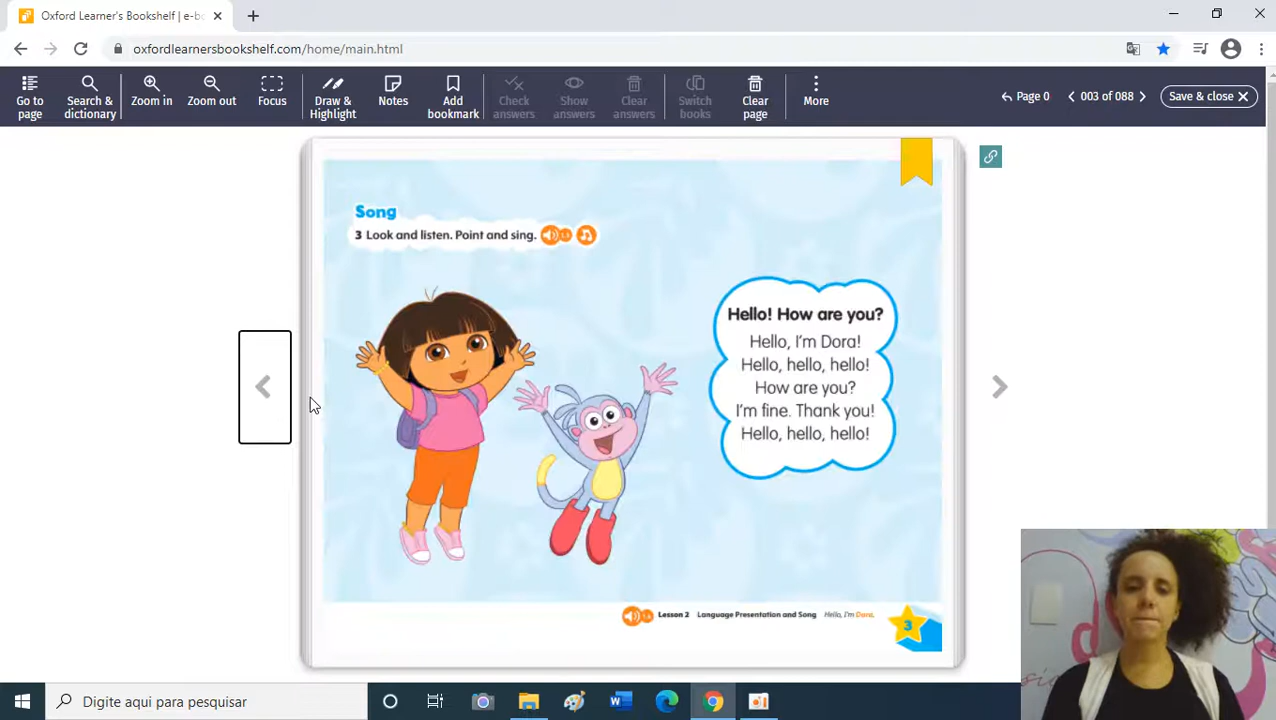 Oxford Learner's Bookshelf | e-b
oxfordlearnersbookshelf.com/home/main.html
Go to page
Search & dictionary
Zoom in
Zoom out
Focus
Draw & Highlight
Notes
Add bookmark
Check answers
Show answers
Clear answers
Switch books
Clear page
More
Page 0
003 of 088
Save & close
Song
3 Look and listen. Point and sing.
Hello! How are you?
Hello, I'm Dora!
Hello, hello, hello!
How are you?
I'm fine. Thank you!
Hello, hello, hello!
Lesson 2 Language Presentation and Song Hello, I'm Dora.
3
Digite aqui para pesquisar